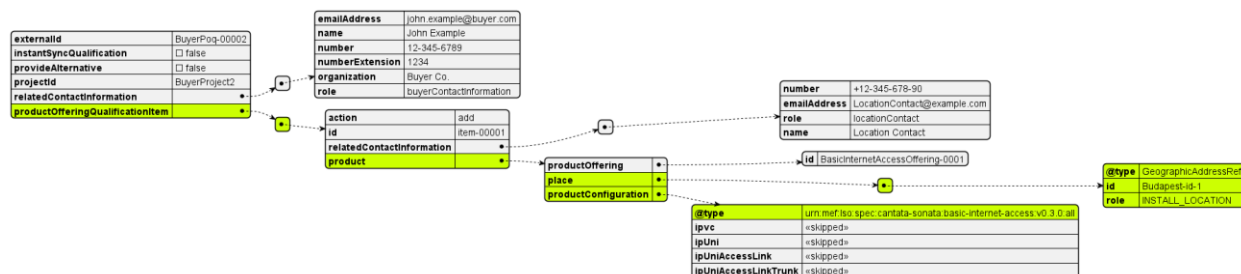 externalId BuyerPoq-00002
instantSyncQualification false
provideAlternative false
projectId BuyerProject2
relatedContactInformation
productOfferingQualificationItem
emailAddress john.example@buyer.com
name John Example
number 12-345-6789
numberExtension 1234
organization Buyer Co.
role buyerContactInformation
action add
id item-00001
relatedContactInformation
product
number +12-345-678-90
emailAddress LocationContact@example.com
role locationContact
name Location Contact
productOffering
place
productConfiguration
id BasicInternetAccessOffering-0001
@type GeographicAddressRef
id Budapest-id-1
role INSTALL_LOCATION
@type urn:mef:lso:spec:cantata-sonata:basic-internet-access:v0.3.0:all
ipvc «skipped»
ipUni «skipped»
ipUniAccessLink «skipped»
ipUniAccessLinkTrunk «skipped»